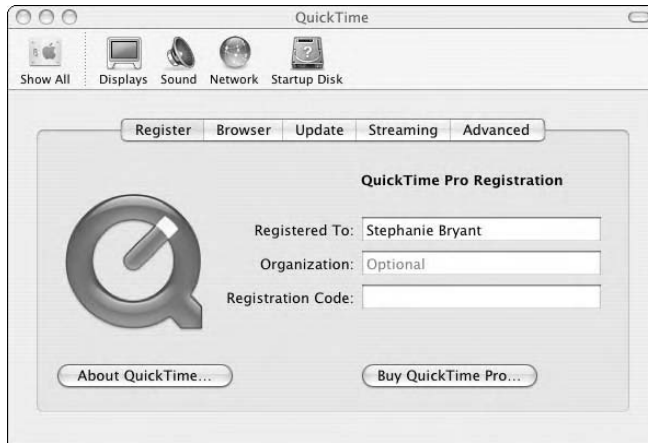 QuickTime
Show All Displays Sound Network Startup Disk
Register Browser Update Streaming Advanced
QuickTime Pro Registration
Registered To: Stephanie Bryant
Organization: Optional
Registration Code:
About QuickTime... Buy QuickTime Pro...